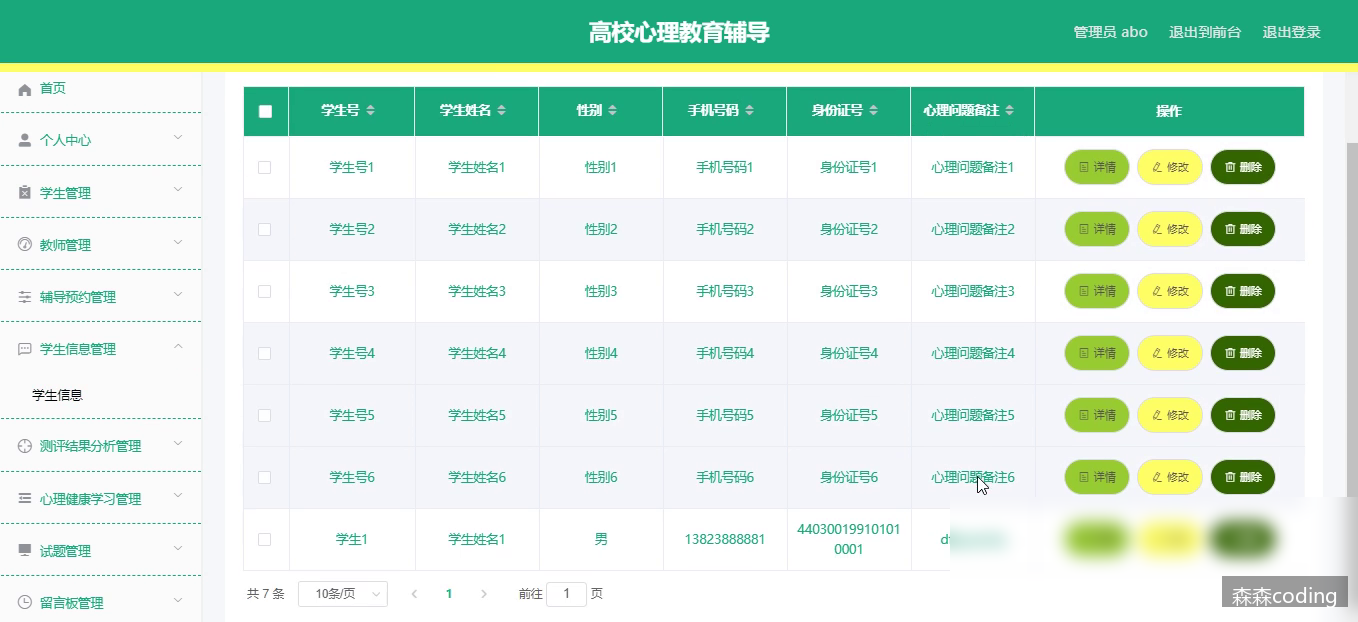 高校心理教育辅导
管理员 abo 退出到前台 退出登录
首页
个人中心
学生管理
教师管理
辅导预约管理
学生信息管理
学生信息
测评结果分析管理
心理健康学习管理
试题管理
留言板管理
学生号 学生姓名 性别 手机号码 身份证号 心理问题备注 操作
学生号1 学生姓名1 性别1 手机号码1 身份证号1 心理问题备注1 详情 修改 删除
学生号2 学生姓名2 性别2 手机号码2 身份证号2 心理问题备注2 详情 修改 删除
学生号3 学生姓名3 性别3 手机号码3 身份证号3 心理问题备注3 详情 修改 删除
学生号4 学生姓名4 性别4 手机号码4 身份证号4 心理问题备注4 详情 修改 删除
学生号5 学生姓名5 性别5 手机号码5 身份证号5 心理问题备注5 详情 修改 删除
学生号6 学生姓名6 性别6 手机号码6 身份证号6 心理问题备注6 详情 修改 删除
学生1 学生姓名1 男 13823888881 44030019910101
0001
共 7 条 10条/页 1 前往 1 页
森森coding